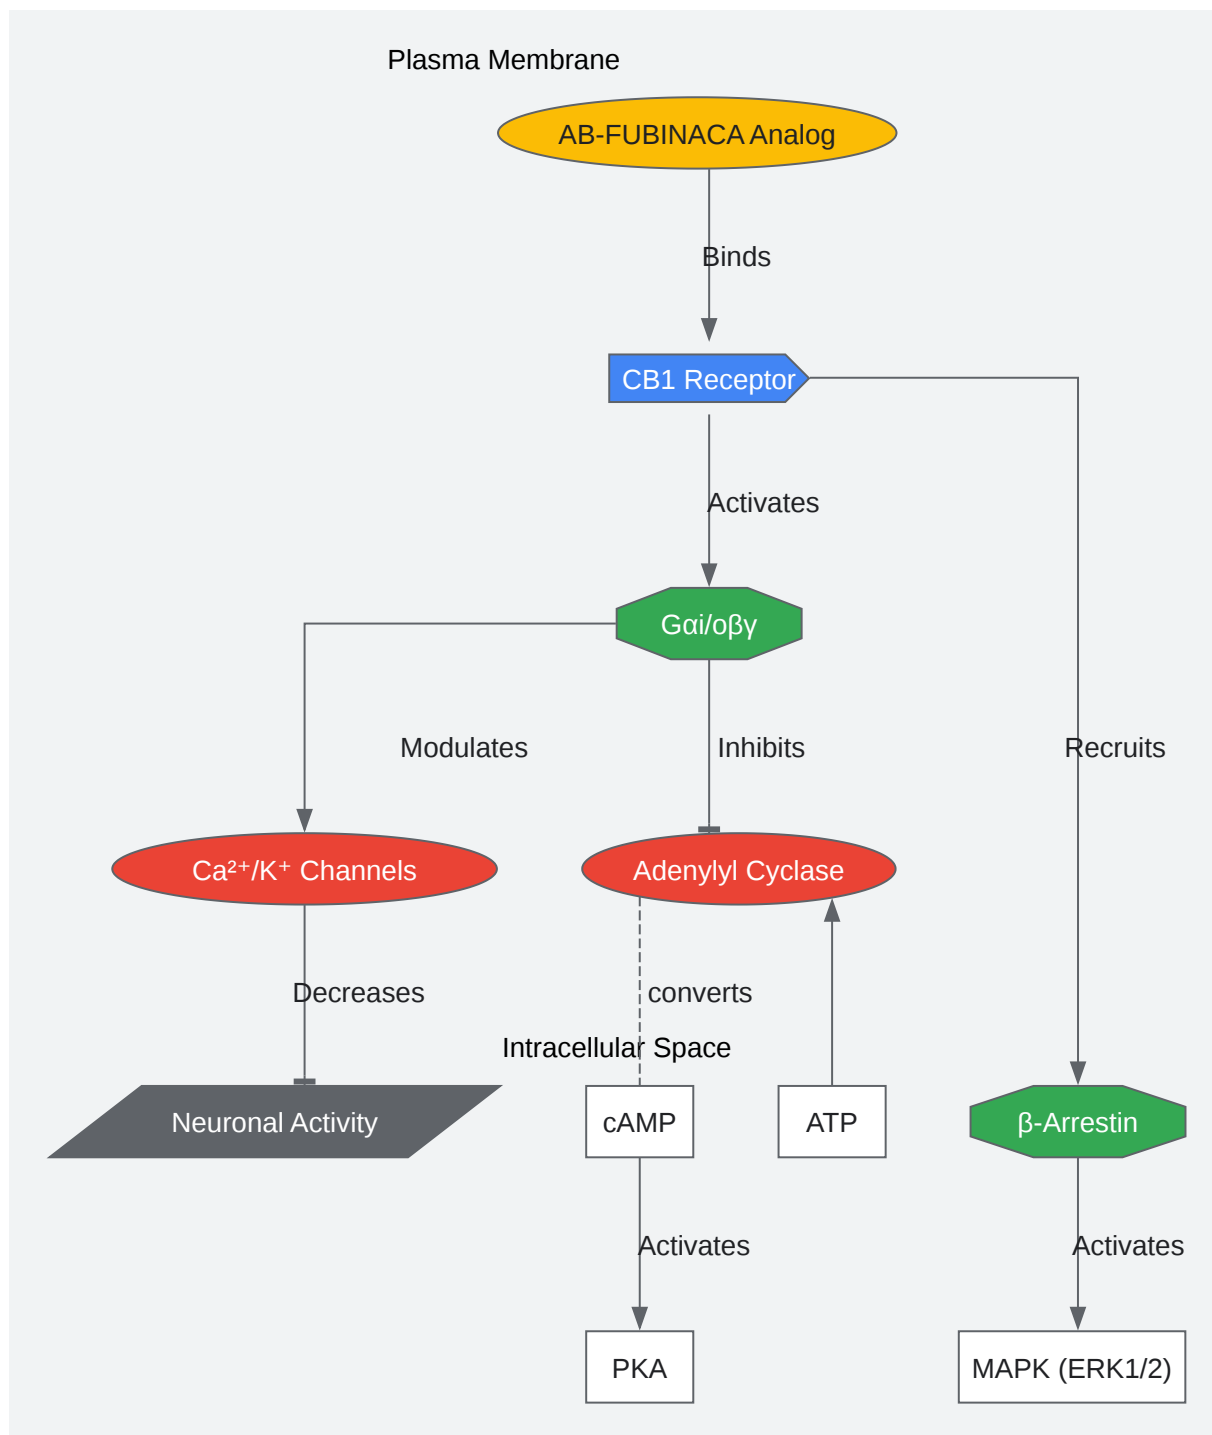 Plasma Membrane
AB-FUBINACA Analog
Binds
CB1 Receptor
Activates
Gαi/oβγ
Modulates
Inhibits
Recruits
Ca²⁺/K⁺ Channels
Adenylyl Cyclase
Decreases
converts
Intracellular Space
Neuronal Activity
cAMP
ATP
β-Arrestin
Activates
Activates
PKA
MAPK (ERK1/2)